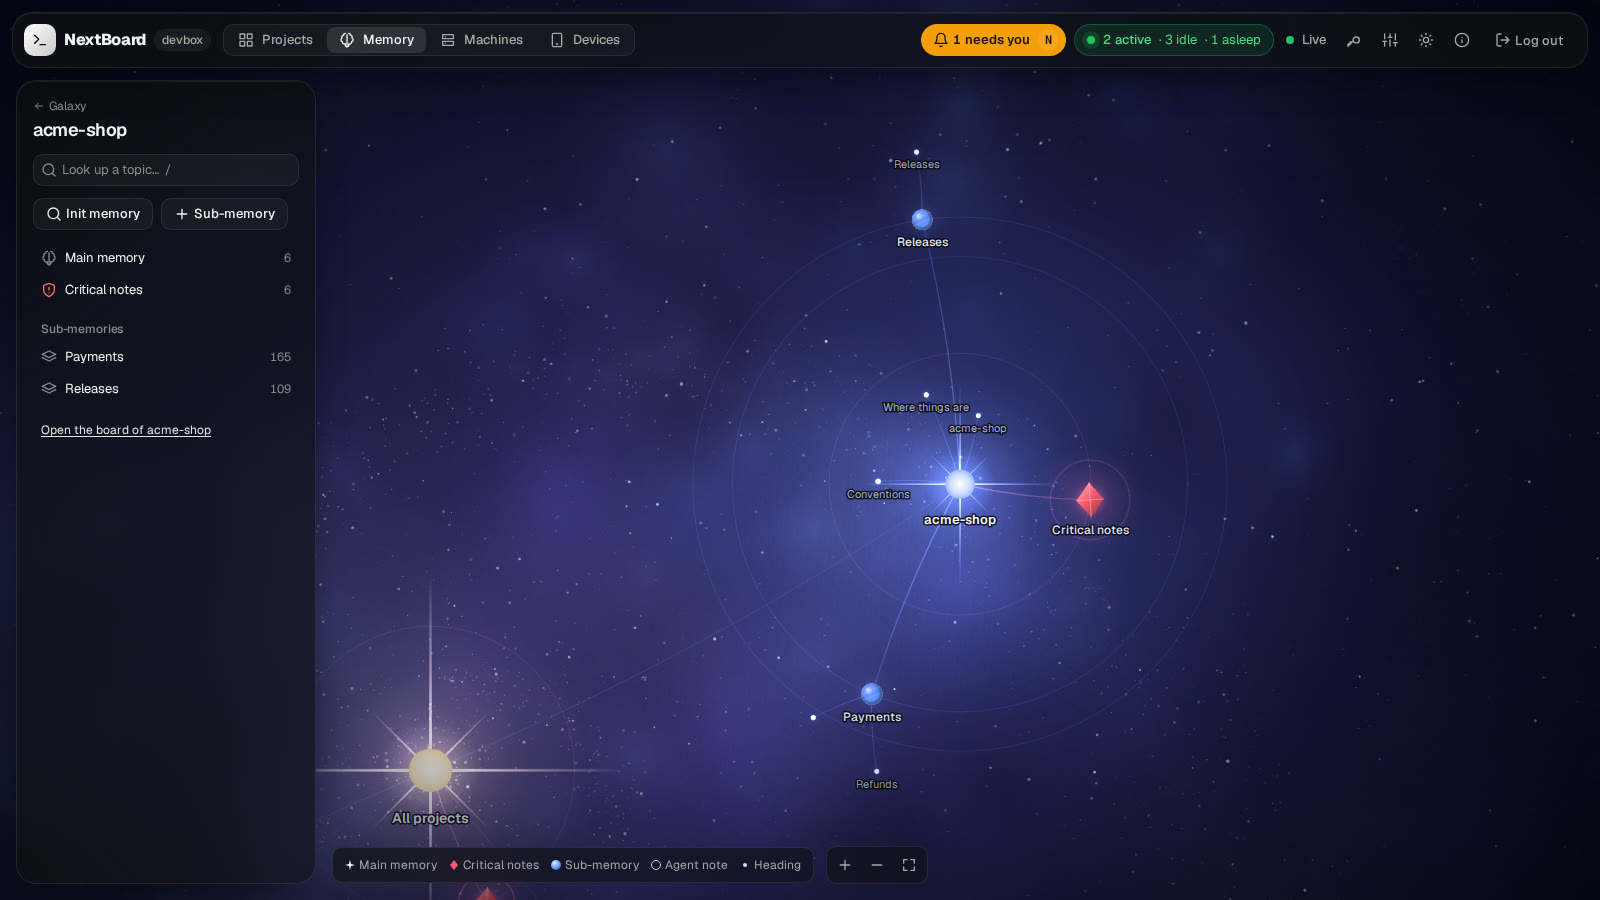 NextBoard devbox Projects Memory Machines Devices 1 needs you N 2 active · 3 idle · 1 asleep Live Log out
← Galaxy
acme-shop
Look up a topic... /
Init memory + Sub-memory
Main memory 6
Critical notes 6
Sub-memories
Payments 165
Releases 109
Open the board of acme-shop
Releases
Releases
Where things are
acme-shop
Conventions
acme-shop
Critical notes
Payments
Refunds
All projects
Main memory Critical notes Sub-memory Agent note Heading + −